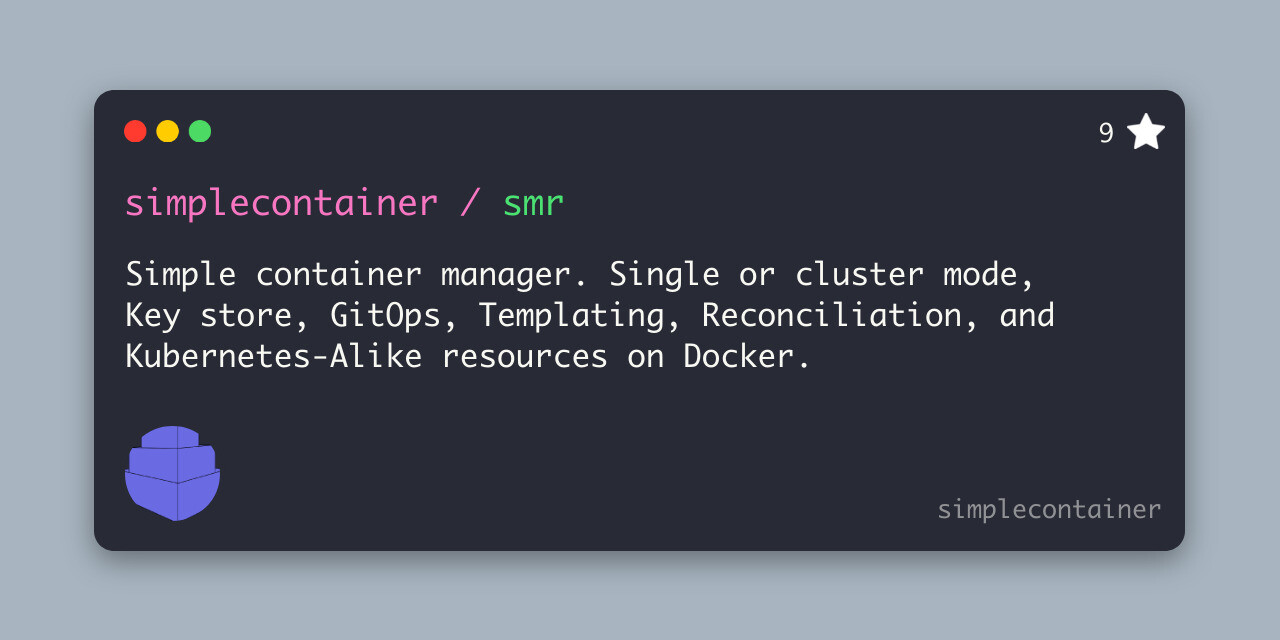 9
simplecontainer / smr
Simple container manager. Single or cluster mode,
Key store, GitOps, Templating, Reconciliation, and
Kubernetes-Alike resources on Docker.
simplecontainer